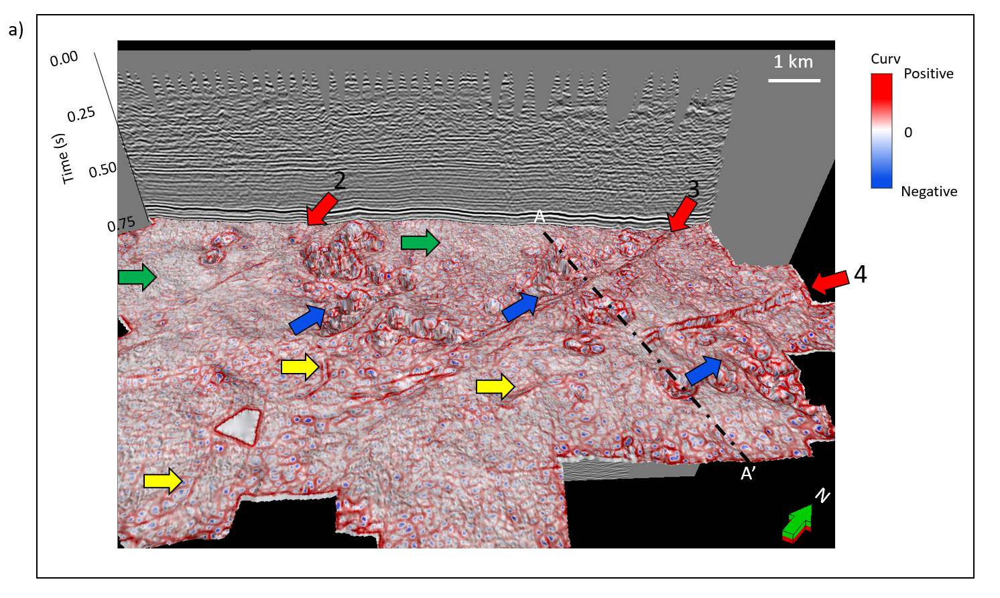 a)
0.00
0.25
0.50
0.75
Time (s)
1 km
Curv
Positive
0
Negative
2
3
4
A
A’
N